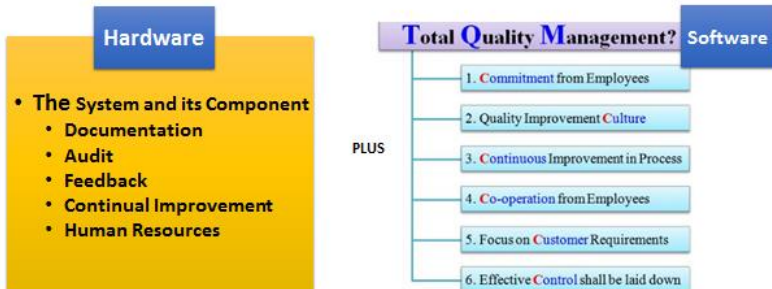 Hardware
• The System and its Component
• Documentation
• Audit
• Feedback
• Continual Improvement
• Human Resources
PLUS
Total Quality Management?
Software
1. Commitment from Employees
2. Quality Improvement Culture
3. Continuous Improvement in Process
4. Co-operation from Employees
5. Focus on Customer Requirements
6. Effective Control shall be laid down